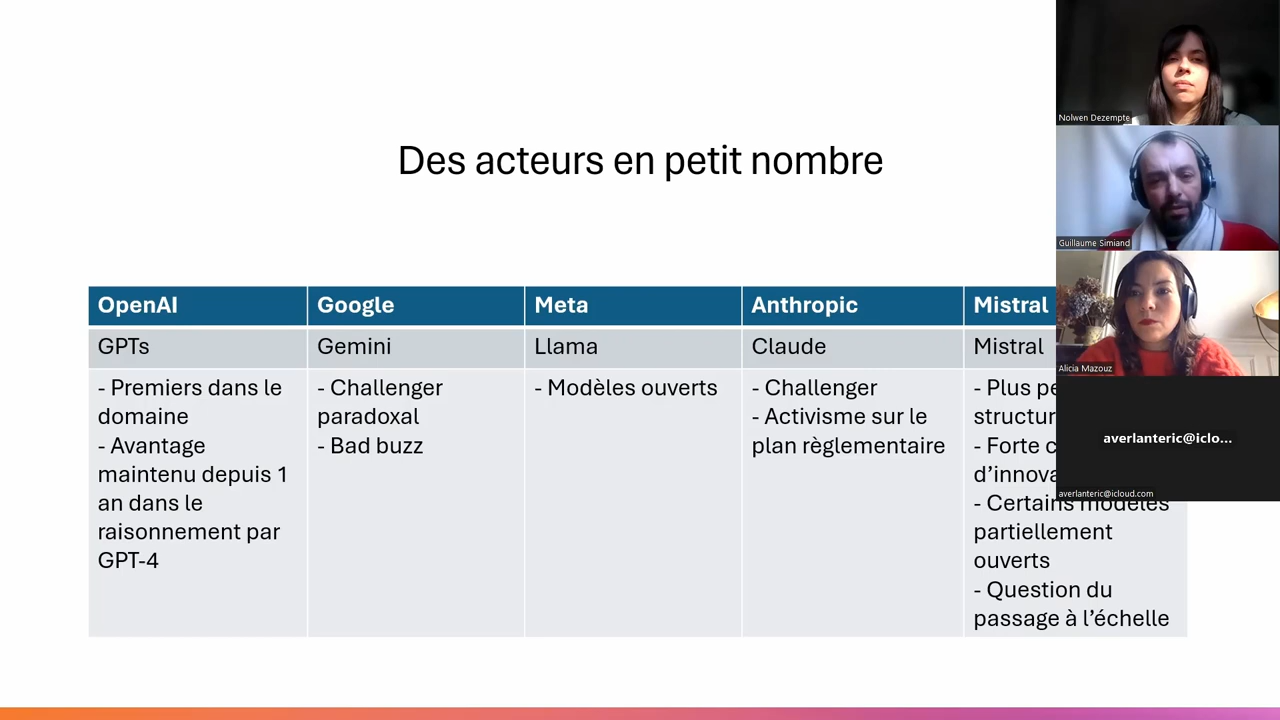 Des acteurs en petit nombre
OpenAI
Google
Meta
Anthropic
Mistral
GPTs
Gemini
Llama
Claude
Mistral
- Premiers dans le
domaine
- Avantage
maintenu depuis 1
an dans le
raisonnement par
GPT-4
- Challenger
paradoxal
- Bad buzz
- Modèles ouverts
- Challenger
- Activisme sur le
plan règlementaire
- Plus
- Forte
- Certains modèles
partiellement
ouverts
- Question du
passage à l’échelle
Nolwen Dezempte
Guillaume Simiand
Alicia Mazouz
averlanteric@iclo...
averlanteric@icloud.com